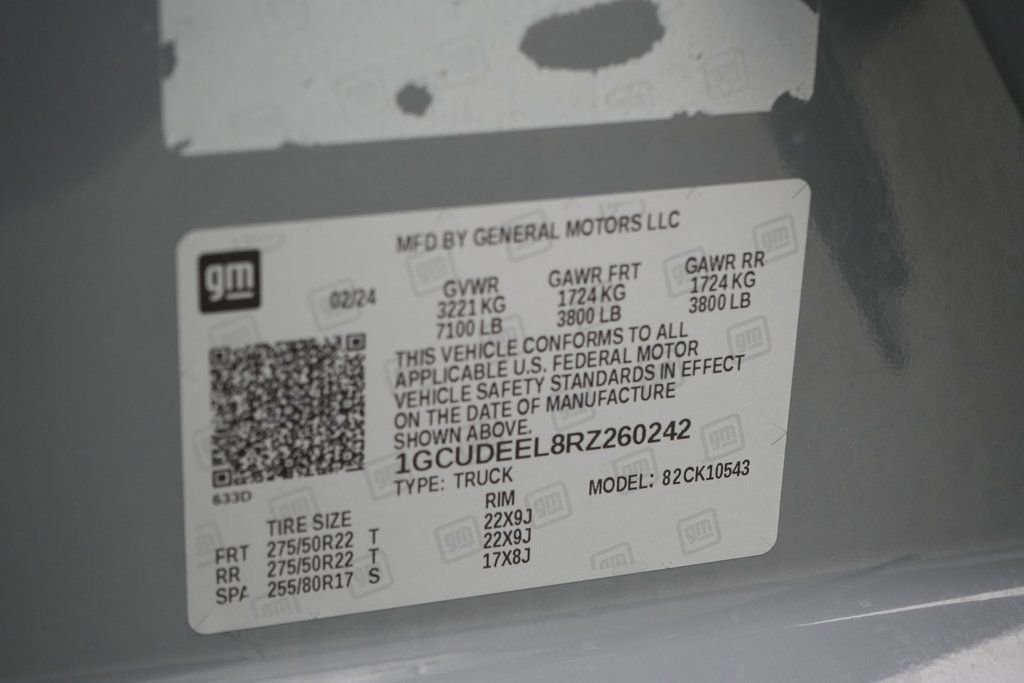 gm
MFD BY GENERAL MOTORS LLC
02/24
GVWR GAWR FRT GAWR RR
3221 KG 1724 KG 1724 KG
7100 LB 3800 LB 3800 LB
THIS VEHICLE CONFORMS TO ALL
APPLICABLE U.S. FEDERAL MOTOR
VEHICLE SAFETY STANDARDS IN EFFECT
ON THE DATE OF MANUFACTURE
SHOWN ABOVE.
1GCUDEEL8RZ260242
TYPE: TRUCK MODEL: 82CK10543
633D
TIRE SIZE RIM
FRT 275/50R22 T 22X9J
RR 275/50R22 T 22X9J
SPA 255/80R17 S 17X8J